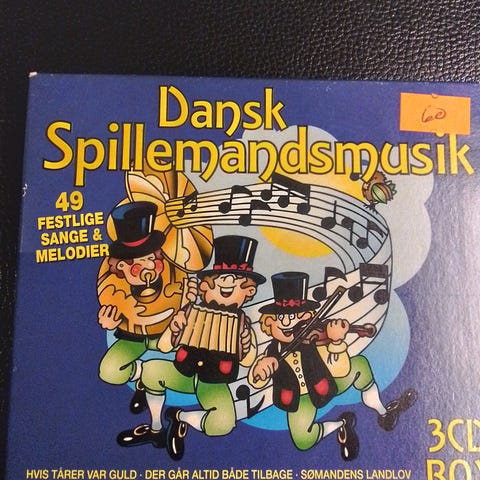 Dansk
Spillemandsmusik
60
49
FESTLIGE
SANGE &
MELODIER
3CD
BOX
HVIS TÅRER VAR GULD · DER GÅR ALTID BÅDE TILBAGE · SØMANDENS LANDLOV